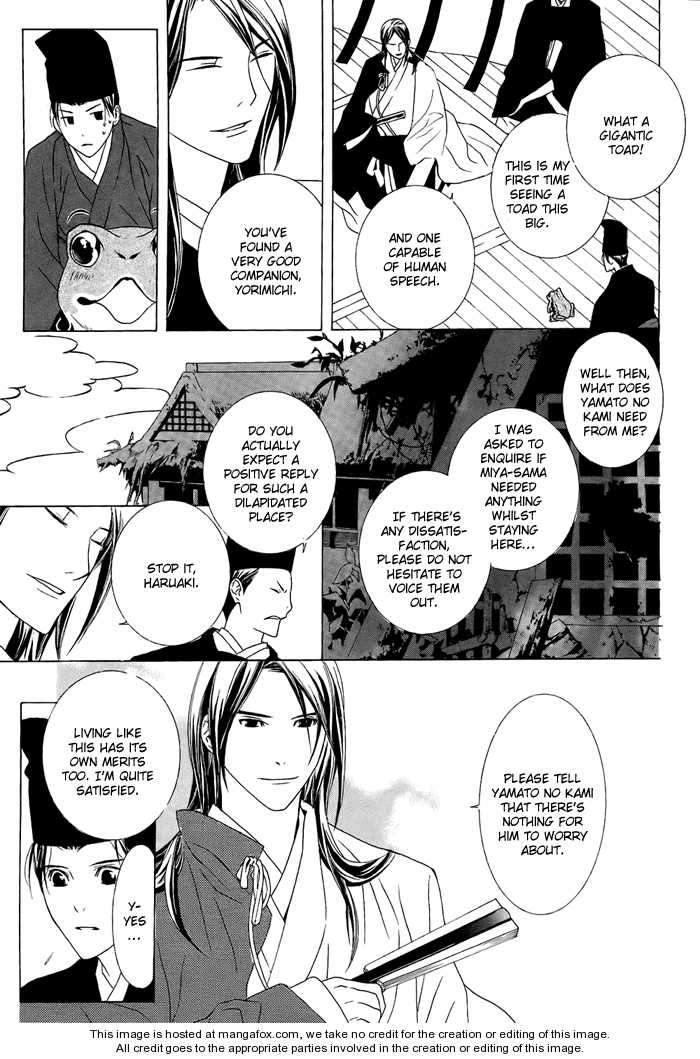 WHAT A
GIGANTIC
TOAD!
THIS IS MY
FIRST TIME
SEEING A
TOAD THIS
BIG.
AND ONE
CAPABLE
OF HUMAN
SPEECH.
YOU'VE
FOUND A
VERY GOOD
COMPANION,
YORIMICHI.
WELL THEN,
WHAT DOES
YAMATO NO
KAMI NEED
FROM ME?
I WAS
ASKED TO
ENQUIRE IF
MIYA-SAMA
NEEDED
ANYTHING
WHILST
STAYING
HERE...
IF THERE'S
ANY DISSATIS-
FACTION,
PLEASE DO NOT
HESITATE TO
VOICE THEM
OUT.
DO YOU
ACTUALLY
EXPECT A
POSITIVE REPLY
FOR SUCH A
DILAPIDATED
PLACE?
STOP IT,
HARUAKI.
LIVING LIKE
THIS HAS ITS
OWN MERITS
TOO. I'M QUITE
SATISFIED.
PLEASE TELL
YAMATO NO KAMI
THAT THERE'S
NOTHING FOR
HIM TO WORRY
ABOUT.
Y-
YES
...
This image is hosted at mangafox.com, we take no credit for the creation or editing of this image.
All credit goes to the appropriate parties involved in the creation or editing of this image.